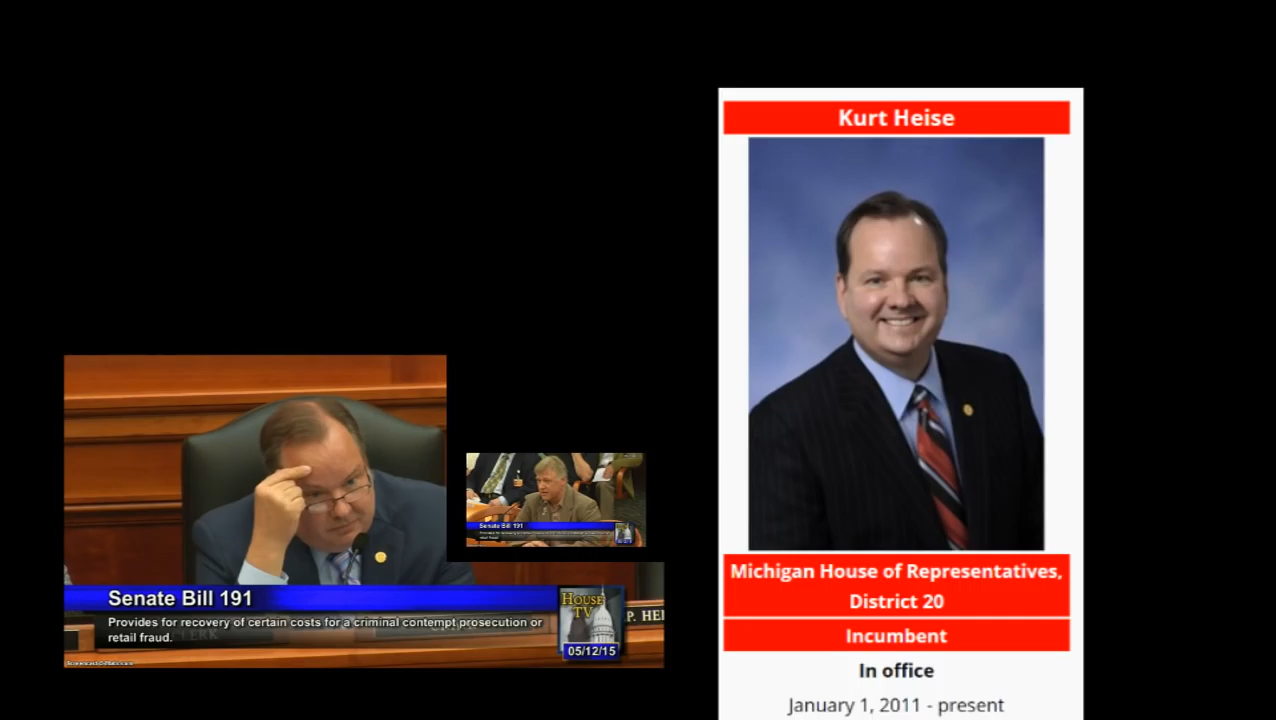 Kurt Heise
Michigan House of Representatives,
District 20
Incumbent
In office
January 1, 2011 - present
Senate Bill 191
Senate Bill 191
Provides for recovery of certain costs for a criminal contempt prosecution or
retail fraud.
CLERK
HOUSE
TV
05/12/15
P. HE